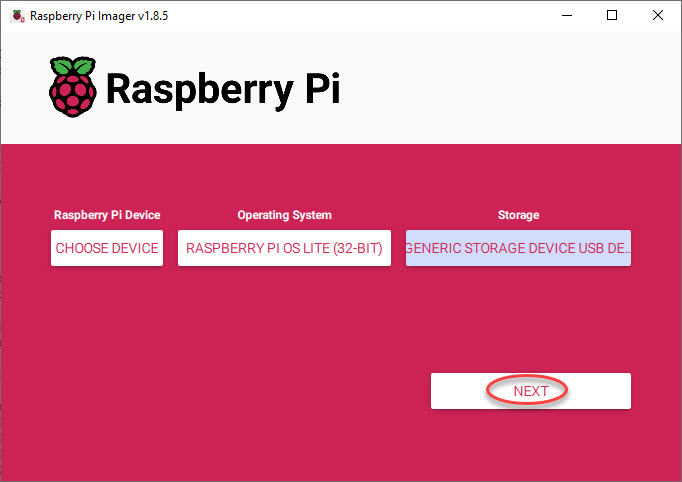 Raspberry Pi Imager v1.8.5
Raspberry Pi
Raspberry Pi Device Operating System Storage
CHOOSE DEVICE RASPBERRY PI OS LITE (32-BIT) GENERIC STORAGE DEVICE USB DE..
NEXT